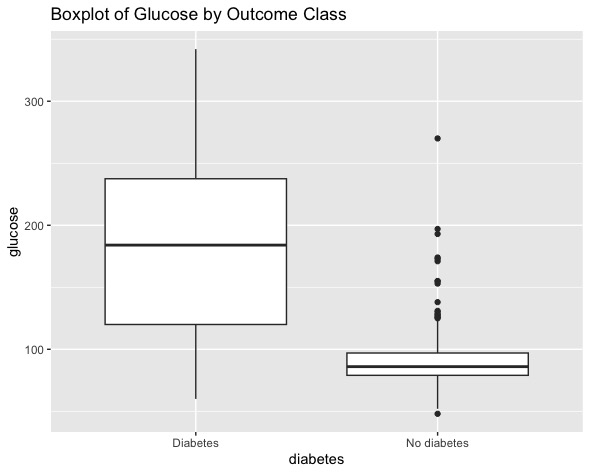 Boxplot of Glucose by Outcome Class
glucose
300
200
100
Diabetes
No diabetes
diabetes